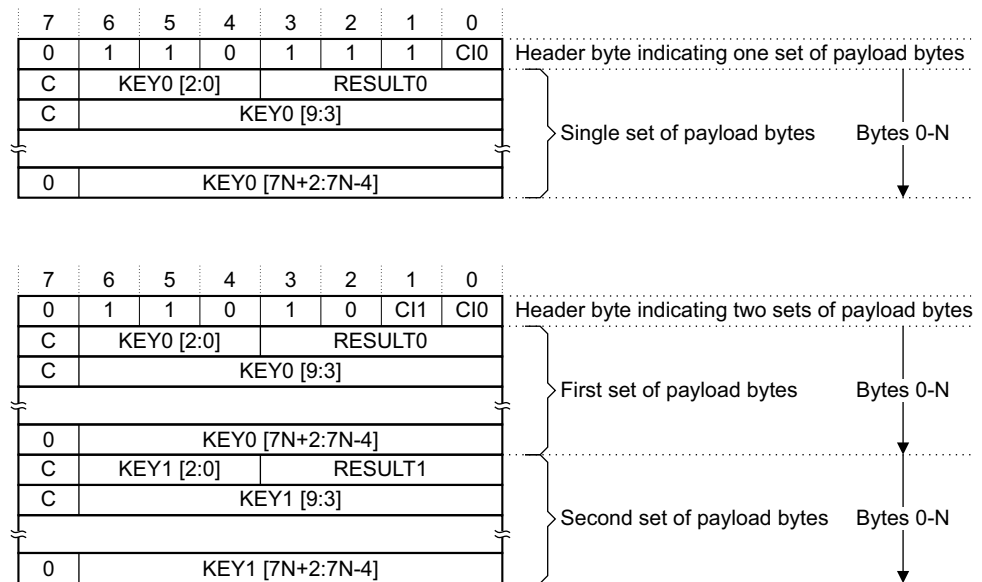 7 6 5 4 3 2 1 0
0 1 1 0 1 1 1 CI0 Header byte indicating one set of payload bytes
C KEY0 [2:0] RESULT0
C KEY0 [9:3]
Single set of payload bytes Bytes 0-N
0 KEY0 [7N+2:7N-4]
7 6 5 4 3 2 1 0
0 1 1 0 1 0 CI1 CI0 Header byte indicating two sets of payload bytes
C KEY0 [2:0] RESULT0
C KEY0 [9:3]
First set of payload bytes Bytes 0-N
0 KEY0 [7N+2:7N-4]
C KEY1 [2:0] RESULT1
C KEY1 [9:3]
Second set of payload bytes Bytes 0-N
0 KEY1 [7N+2:7N-4]